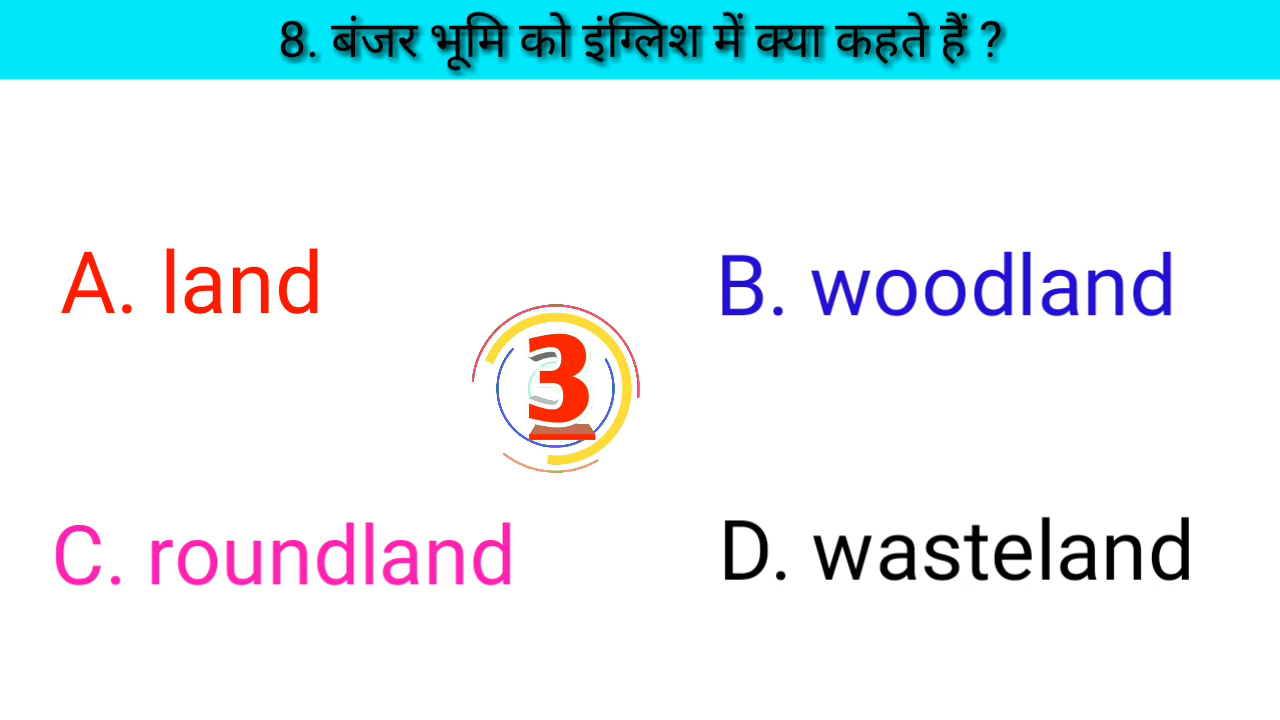 8. बंजर भूमि को इंग्लिश में क्या कहते हैं ?
A. land
B. woodland
3
C. roundland
D. wasteland